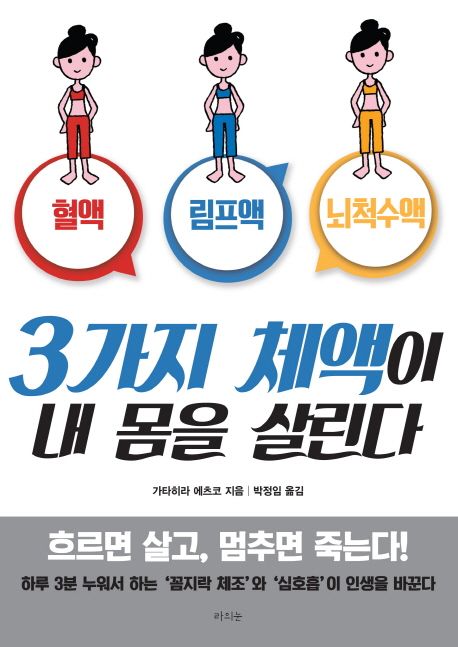 혈액
림프액
뇌척수액
3가지 체액이
내 몸을 살린다
가타히라 에츠코 지음 | 박정임 옮김
흐르면 살고, 멈추면 죽는다!
하루 3분 누워서 하는 ‘꼼지락 체조’와 ‘심호흡’이 인생을 바꾼다
라의눈